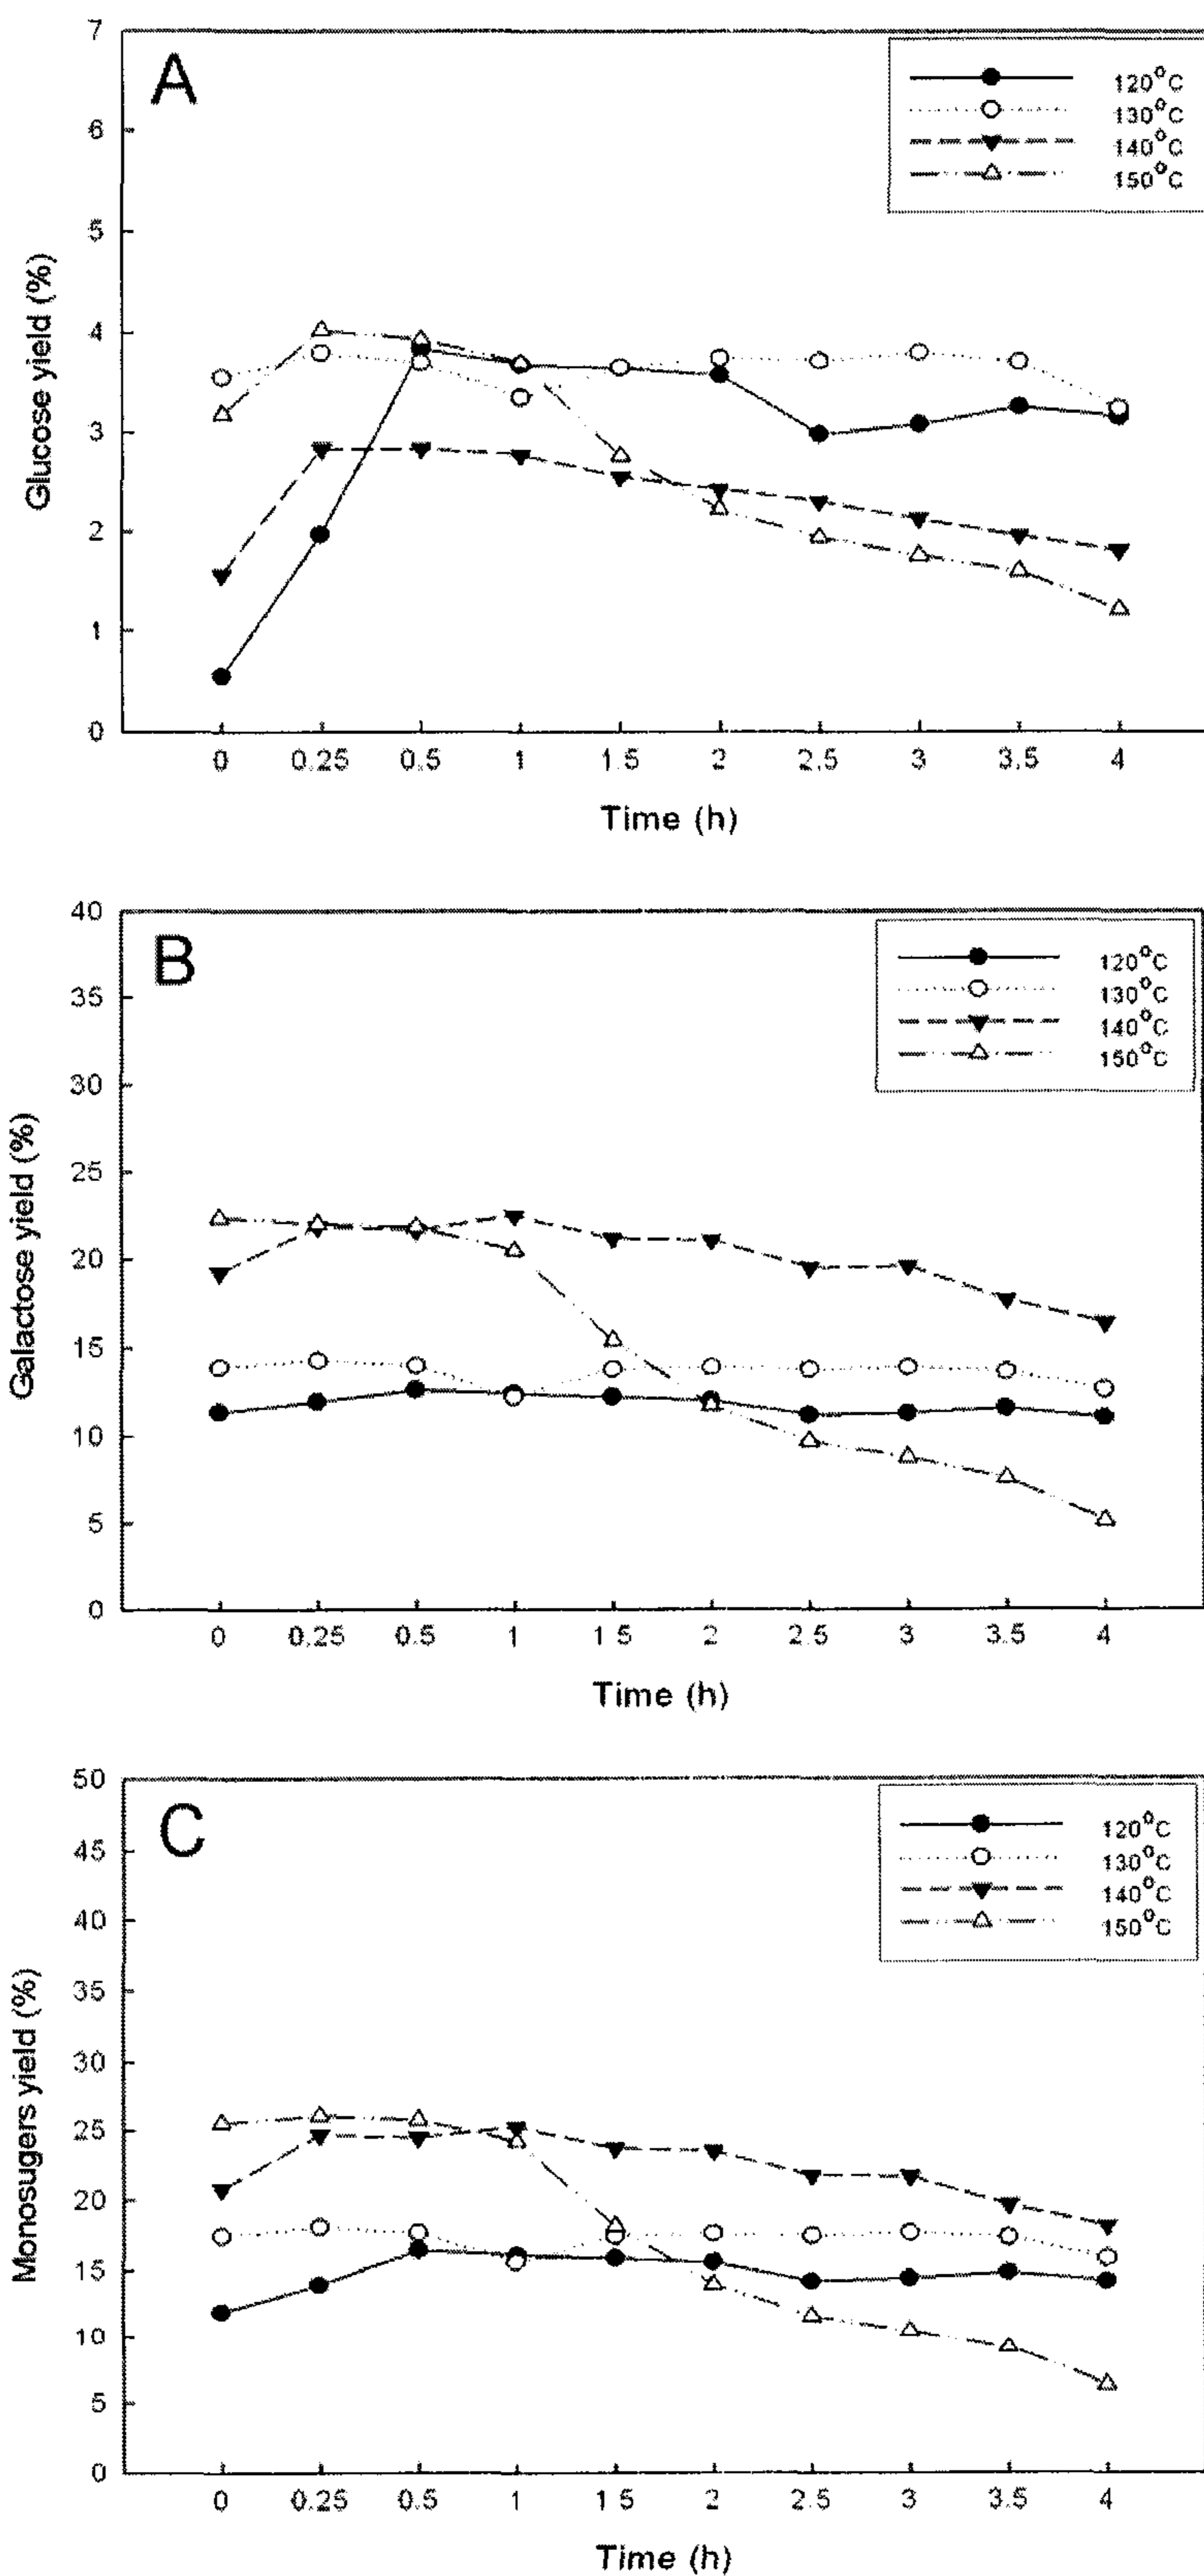 A
120°C
130°C
140°C
150°C
7
6
5
4
3
2
1
0
Glucose yield (%)
0 0.25 0.5 1 1.5 2 2.5 3 3.5 4
Time (h)
B
120°C
130°C
140°C
150°C
40
35
30
25
20
15
10
5
0
Galactose yield (%)
0 0.25 0.5 1 1 5 2 2.5 3 3.5 4
Time (h)
C
120°C
130°C
140°C
150°C
50
45
40
35
30
25
20
15
10
5
0
Monosugers yield (%)
0 0.25 0.5 1 1 5 2 2.5 3 3.5 4
Time (h)